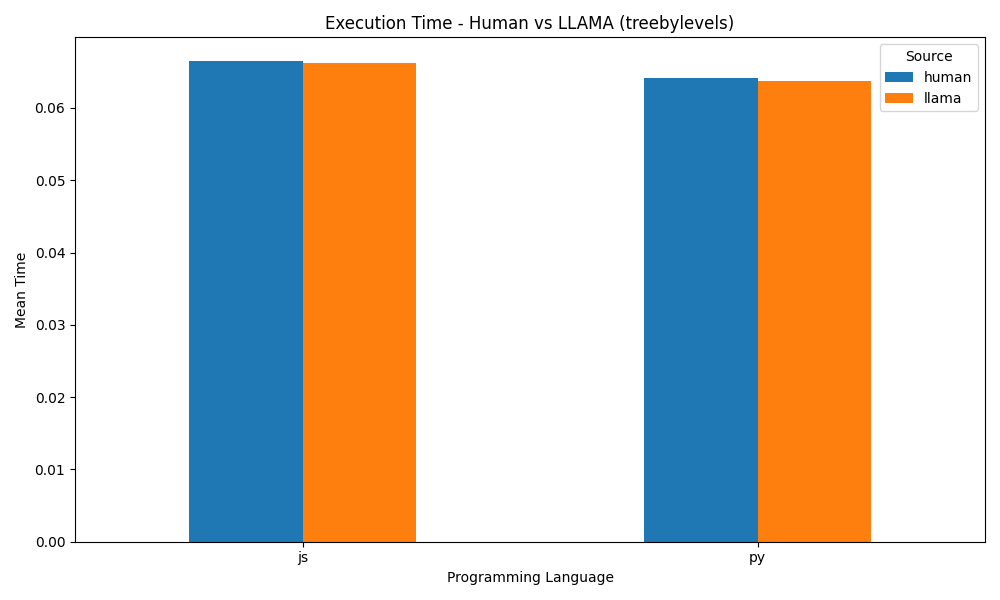 Execution Time - Human vs LLAMA (treebylevels)
Source
human
llama
0.06
0.05
0.04
0.03
0.02
0.01
0.00
Mean Time
js
py
Programming Language